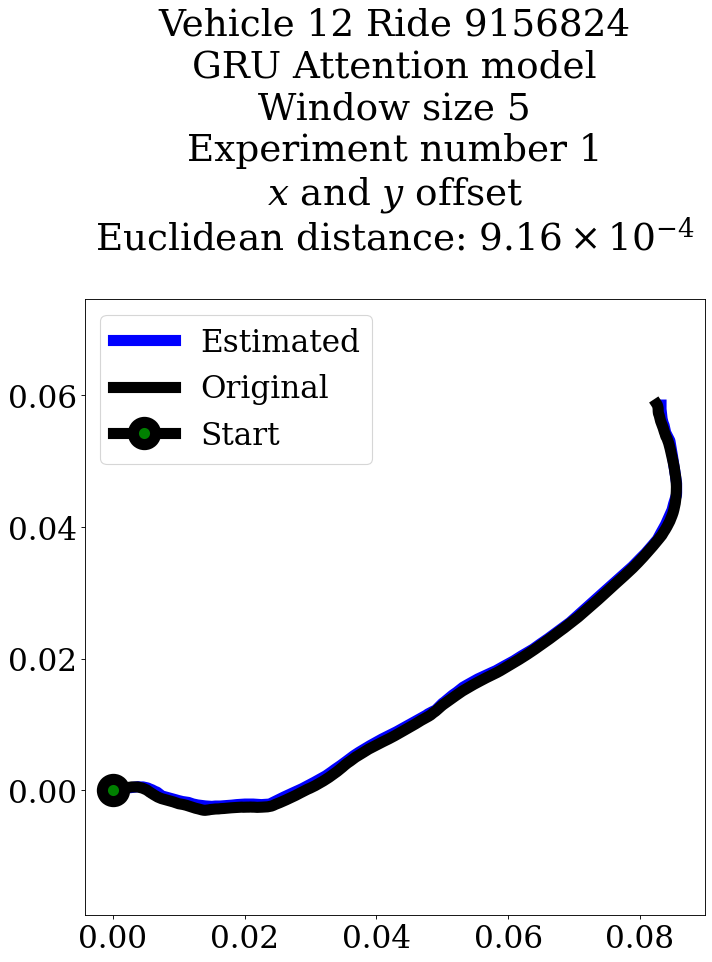 Vehicle 12 Ride 9156824
GRU Attention model
Window size 5
Experiment number 1
x and y offset
Euclidean distance: 9.16 × 10⁻⁴
Estimated
Original
Start
0.06
0.04
0.02
0.00
0.00 0.02 0.04 0.06 0.08